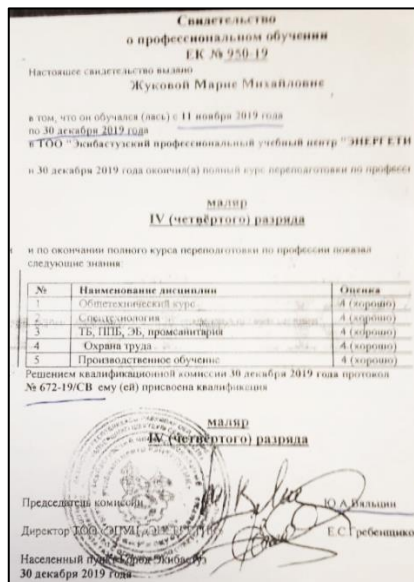 Свидетельство
о профессиональном обучении
ЕК № 950-19
Настоящее свидетельство выдано
Жуковой Марие Михайловне
в том, что он обучался (лась) с 11 ноября 2019 года
по 30 декабря 2019 года
в ТОО "Экибастузский профессиональный учебный центр "ЭНЕРГЕТИ
и 30 декабря 2019 года окончил(а) полный курс переподготовки по професси
маляр
IV (четвёртого) разряда
и по окончании полного курса переподготовки по профессии показал
следующие знания:
№ Наименование дисциплин Оценка
1 Общетехнический курс 4 (хорошо)
2 Спецтехнология 4 (хорошо)
3 ТБ, ППБ, ЭБ, промсанитария 4 (хорошо)
4 Охрана труда 4 (хорошо)
5 Производственное обучение 4 (хорошо)
Решением квалификационной комиссии 30 декабря 2019 года протокол
№ 672-19/СВ ему (ей) присвоена квалификация
маляр
IV (четвёртого) разряда
Председатель комиссии Ю.А.Вальцин
Директор ТОО Е.С.Гребенщико
Населенный пункт город Экибастуз
30 декабря 2019 года